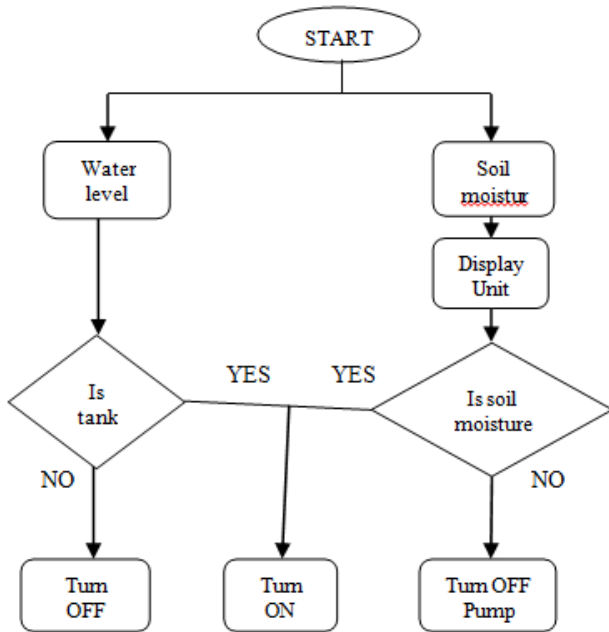 START
Water
level
Soil
moistur
Display
Unit
Is
tank
YES
YES
Is soil
moisture
NO
NO
Turn
OFF
Turn
ON
Turn OFF
Pump